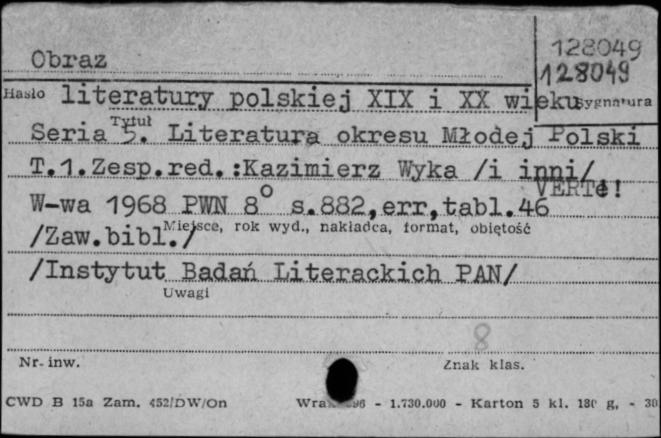 Obraz
128049
128049
Hasło literatury polskiej XIX i XX wieku
Sygnatura
Tytuł
Seria 5. Literatura okresu Młodej Polski
T.1.Zesp.red.:Kazimierz Wyka /i inni/
VERTe!
W-wa 1968 PWN 8° s.882,err,tabl.46
Miejsce, rok wyd., nakładca, format, objętość
/Zaw.bibl./
/Instytut Badań Literackich PAN/
Uwagi
8
Nr. inw.
Znak klas.
CWD B 15a Zam. 452/DW/On
- 1.730.000 - Karton 5 kl. 180 g, - 30